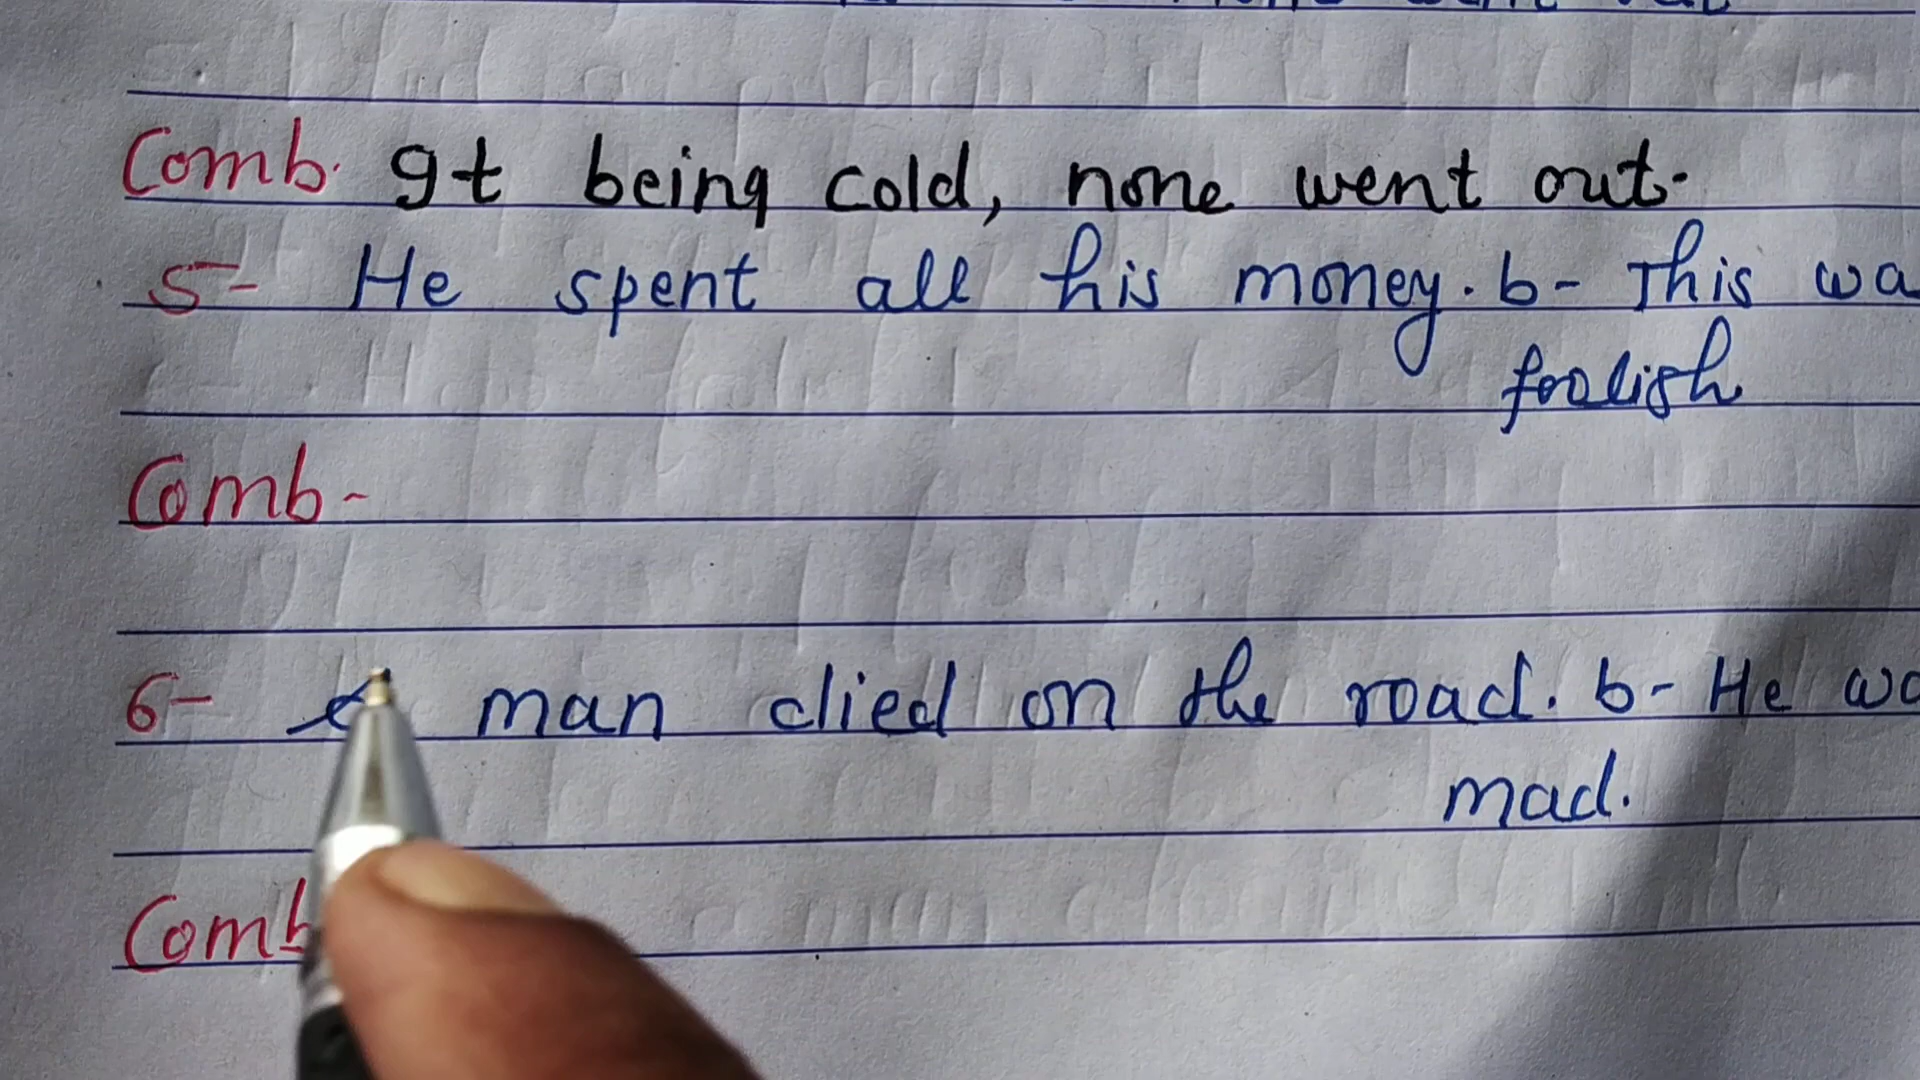 Comb. It being cold, none went out.
5- He spent all his money. b- This wa
foolish
Comb-
6- A man died on the road. b- He wa
mad.
Comb